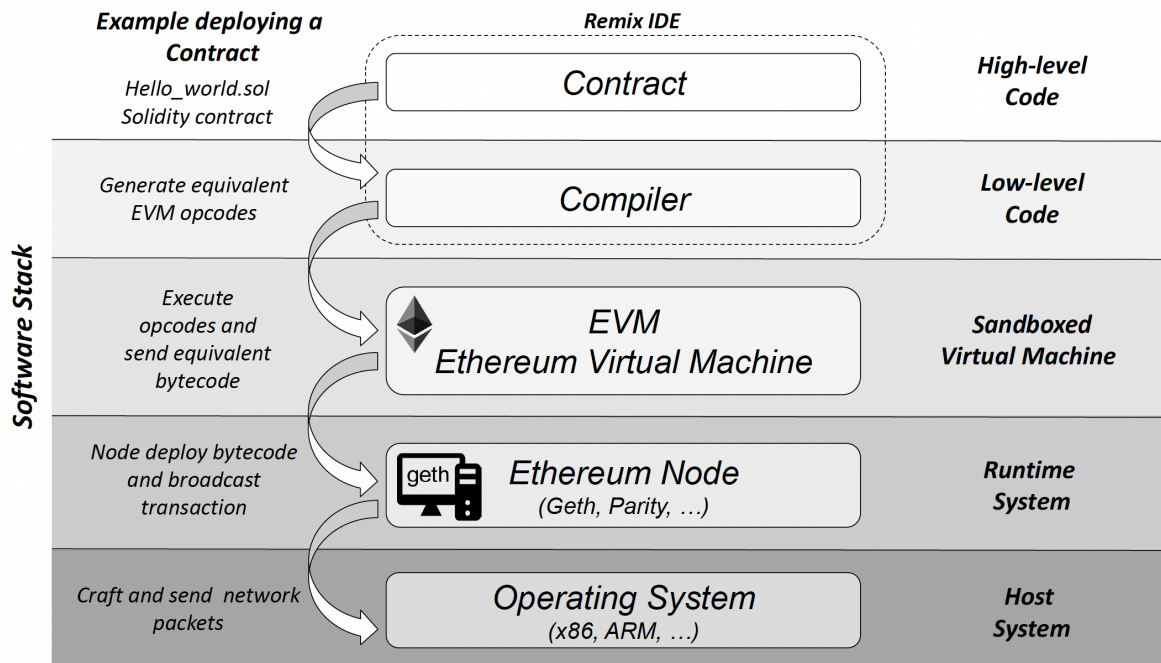 Example deploying a
Contract
Remix IDE
Hello_world.sol
Solidity contract
Contract
High-level
Code
Generate equivalent
EVM opcodes
Compiler
Low-level
Code
Software Stack
Execute
opcodes and
send equivalent
bytecode
EVM
Ethereum Virtual Machine
Sandboxed
Virtual Machine
Node deploy bytecode
and broadcast
transaction
geth
Ethereum Node
(Geth, Parity, ...)
Runtime
System
Craft and send network
packets
Operating System
(x86, ARM, ...)
Host
System